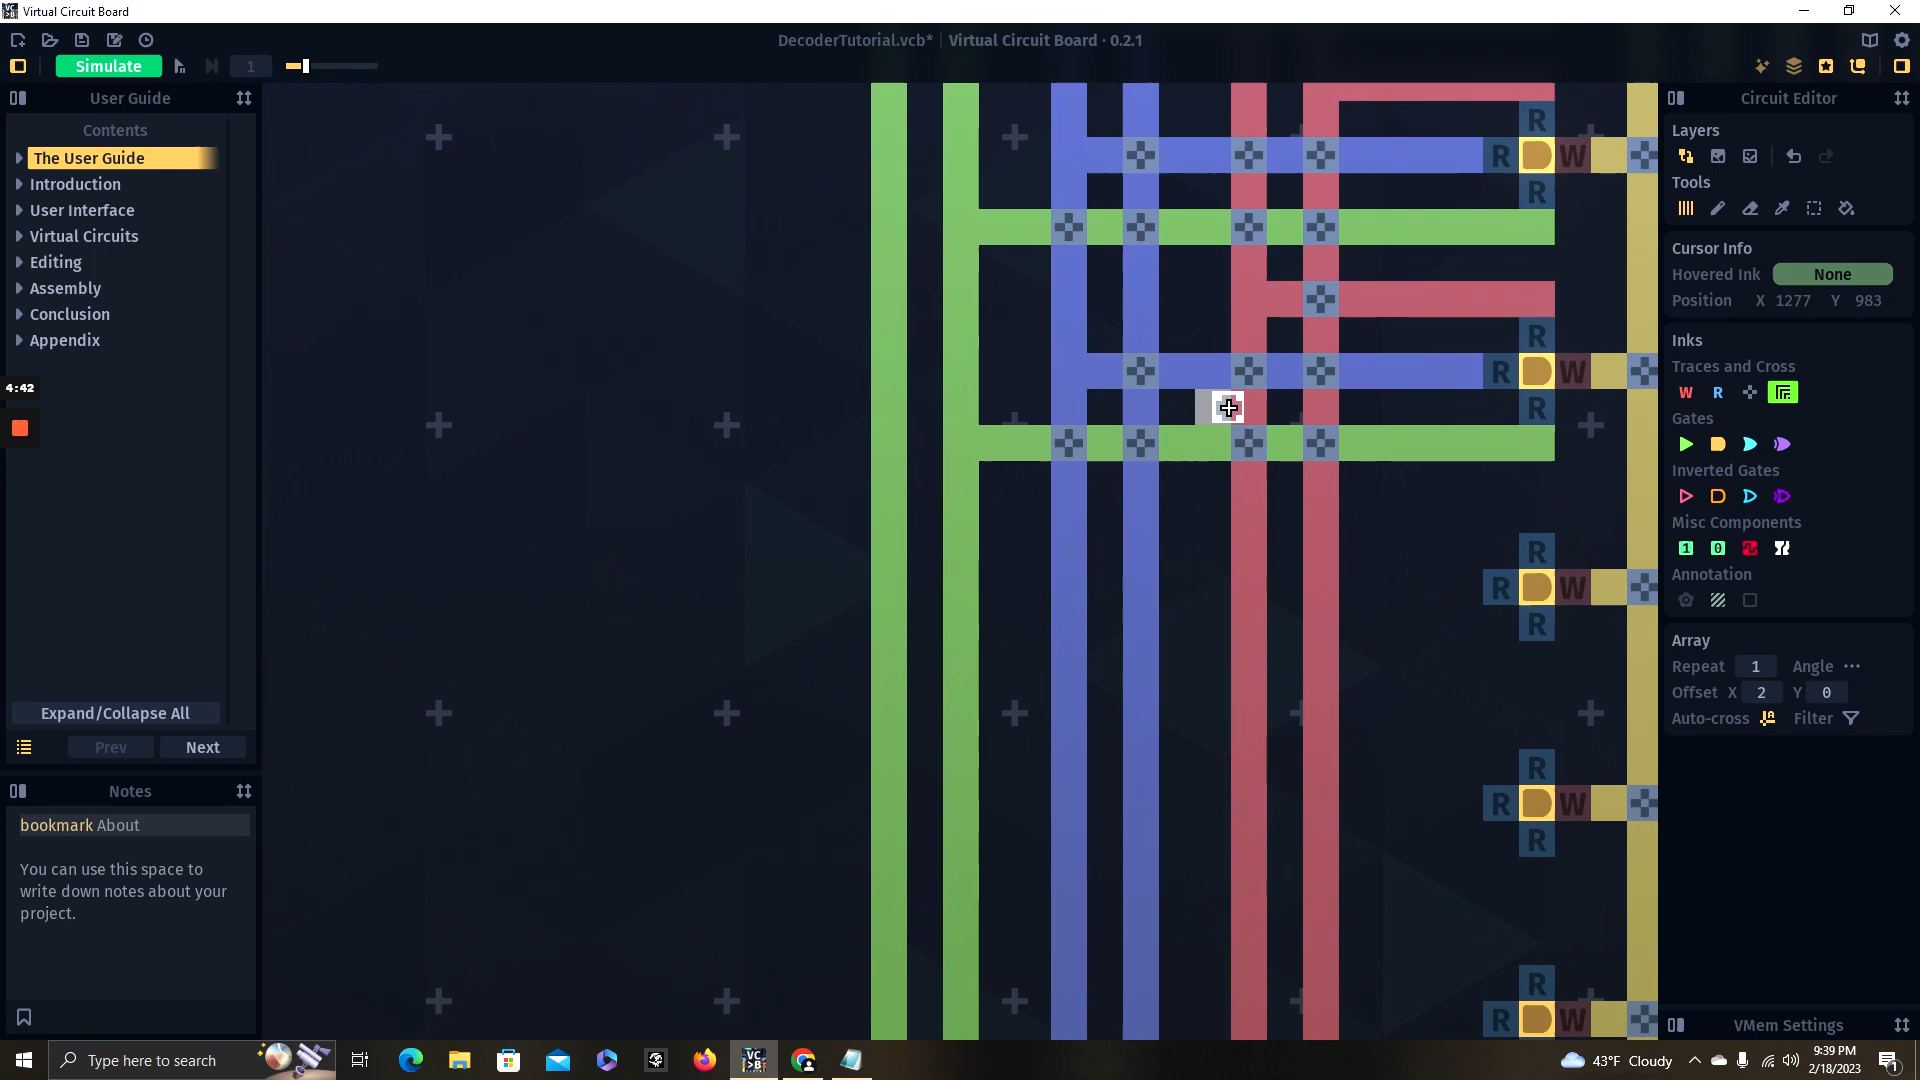 Virtual Circuit Board
DecoderTutorial.vcb* | Virtual Circuit Board · 0.2.1
Simulate
1
User Guide
Contents
The User Guide
Introduction
User Interface
Virtual Circuits
Editing
Assembly
Conclusion
Appendix
4:42
Expand/Collapse All
Prev
Next
Notes
bookmark About
You can use this space to
write down notes about your
project.
R
R D W
R
R
R D W
R
R
R D W
R
R
R D W
R
R
R D W
Circuit Editor
Layers
Tools
Cursor Info
Hovered Ink None
Position X 1277 Y 983
Inks
Traces and Cross
W R
Gates
Inverted Gates
Misc Components
1 0
Annotation
Array
Repeat 1 Angle ···
Offset X 2 Y 0
Auto-cross Filter
VMem Settings
Type here to search
VC
>B
43°F Cloudy
9:39 PM
2/18/2023
1